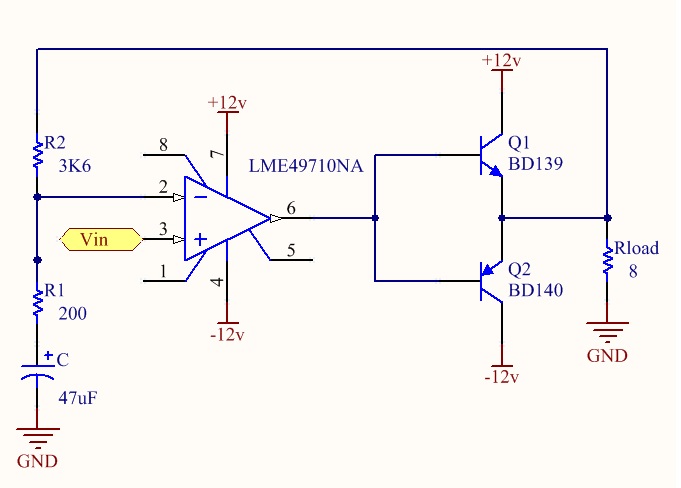 +12v
+12v
R2
3K6
8
7
LME49710NA
Q1
BD139
2
−
6
Vin
3
+
5
1
4
Rload
8
Q2
BD140
R1
200
-12v
GND
+
C
47uF
-12v
GND